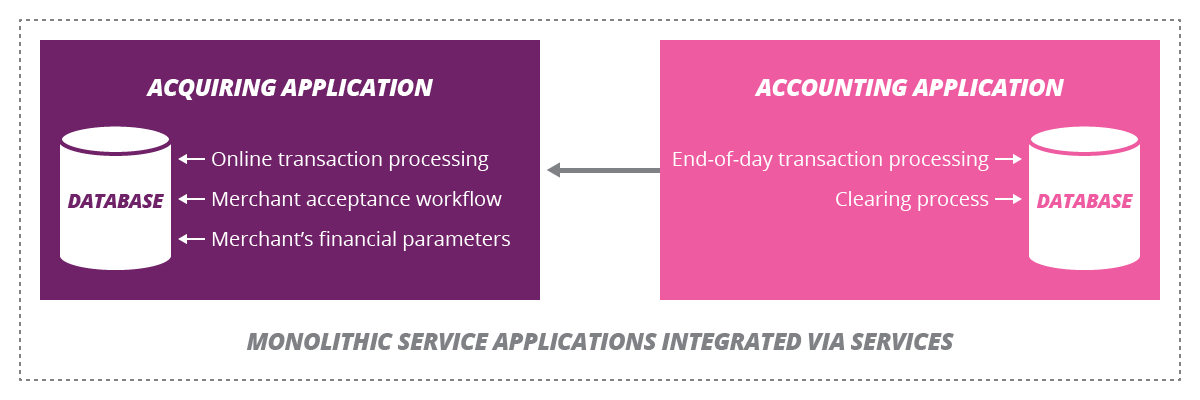 ACQUIRING APPLICATION
DATABASE
Online transaction processing
Merchant acceptance workflow
Merchant’s financial parameters
ACCOUNTING APPLICATION
End-of-day transaction processing
Clearing process
DATABASE
MONOLITHIC SERVICE APPLICATIONS INTEGRATED VIA SERVICES